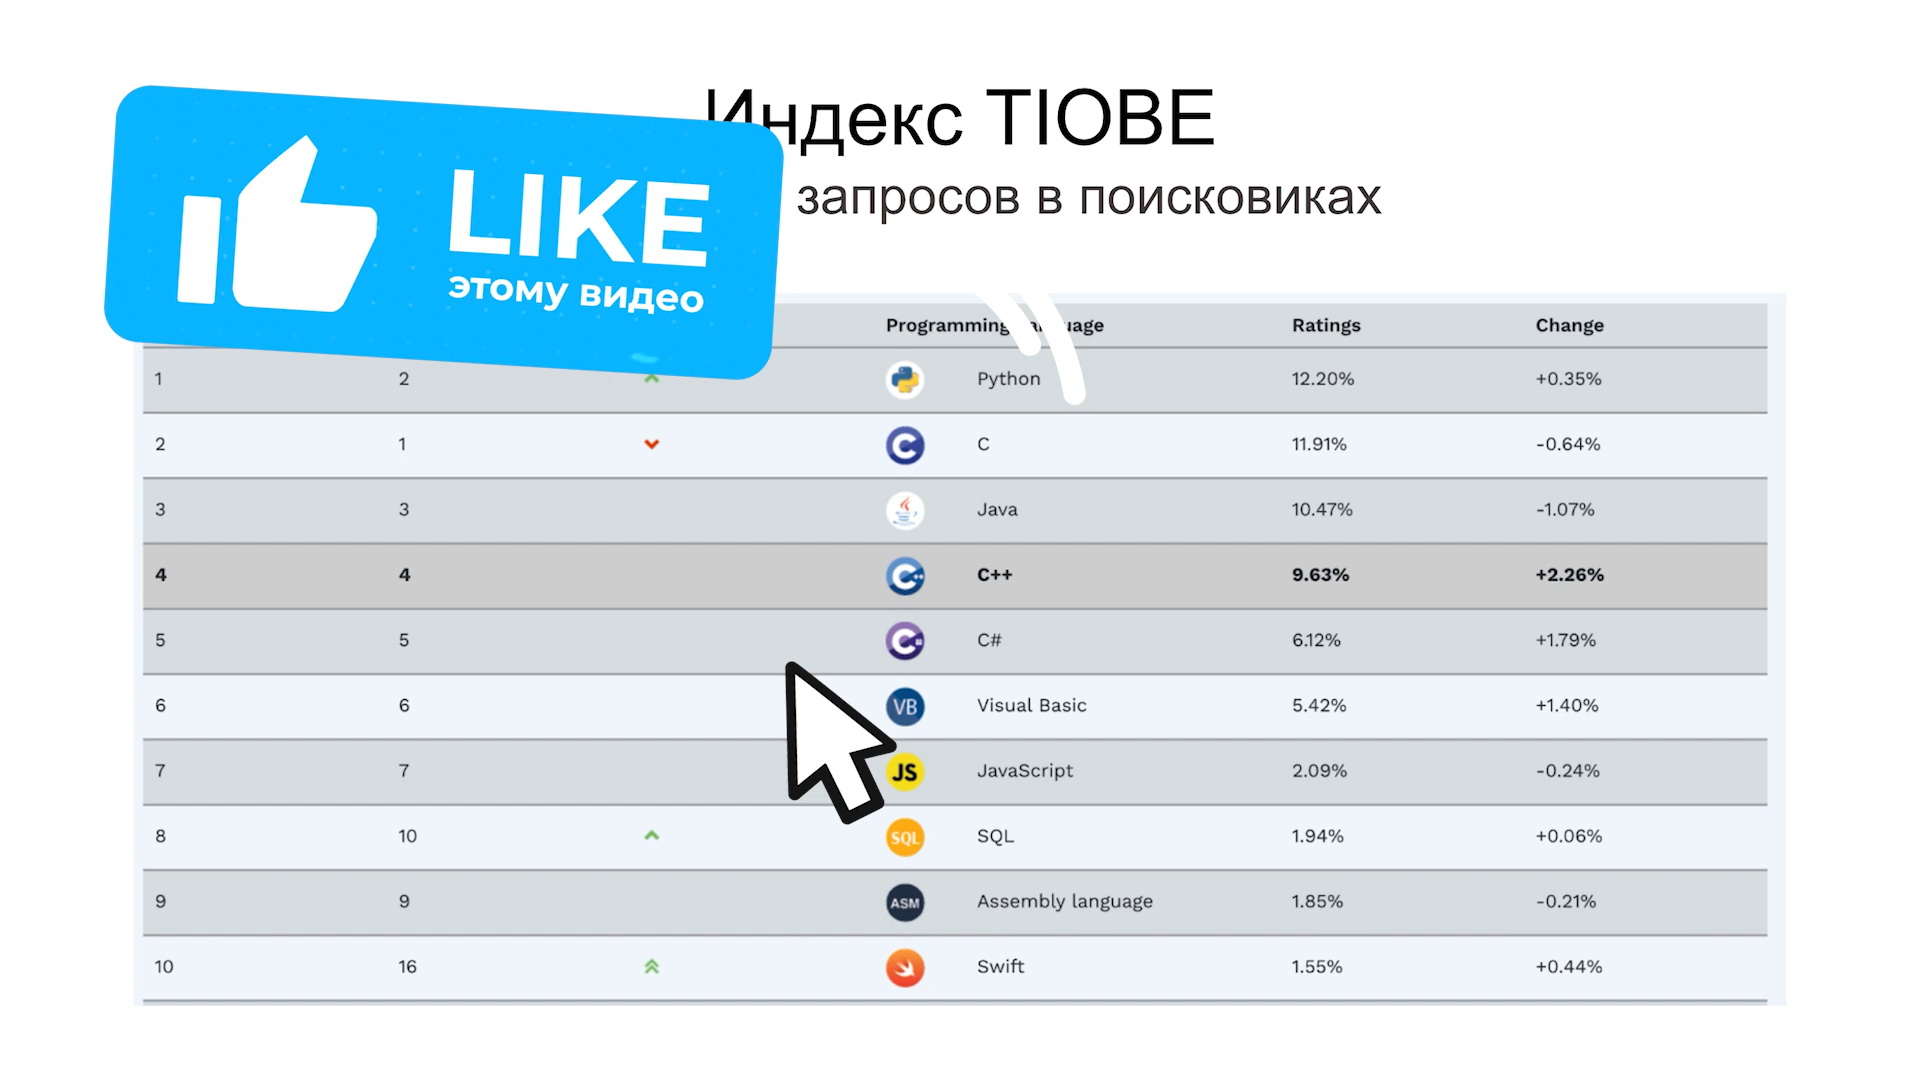 Индекс TIOBE
запросов в поисковиках
LIKE
этому видео
Programming Language Ratings Change
1 2 Python 12.20% +0.35%
2 1 C 11.91% -0.64%
3 3 Java 10.47% -1.07%
4 4 C++ 9.63% +2.26%
5 5 C# 6.12% +1.79%
6 6 VB Visual Basic 5.42% +1.40%
7 7 JS JavaScript 2.09% -0.24%
8 10 SQL SQL 1.94% +0.06%
9 9 ASM Assembly language 1.85% -0.21%
10 16 Swift 1.55% +0.44%